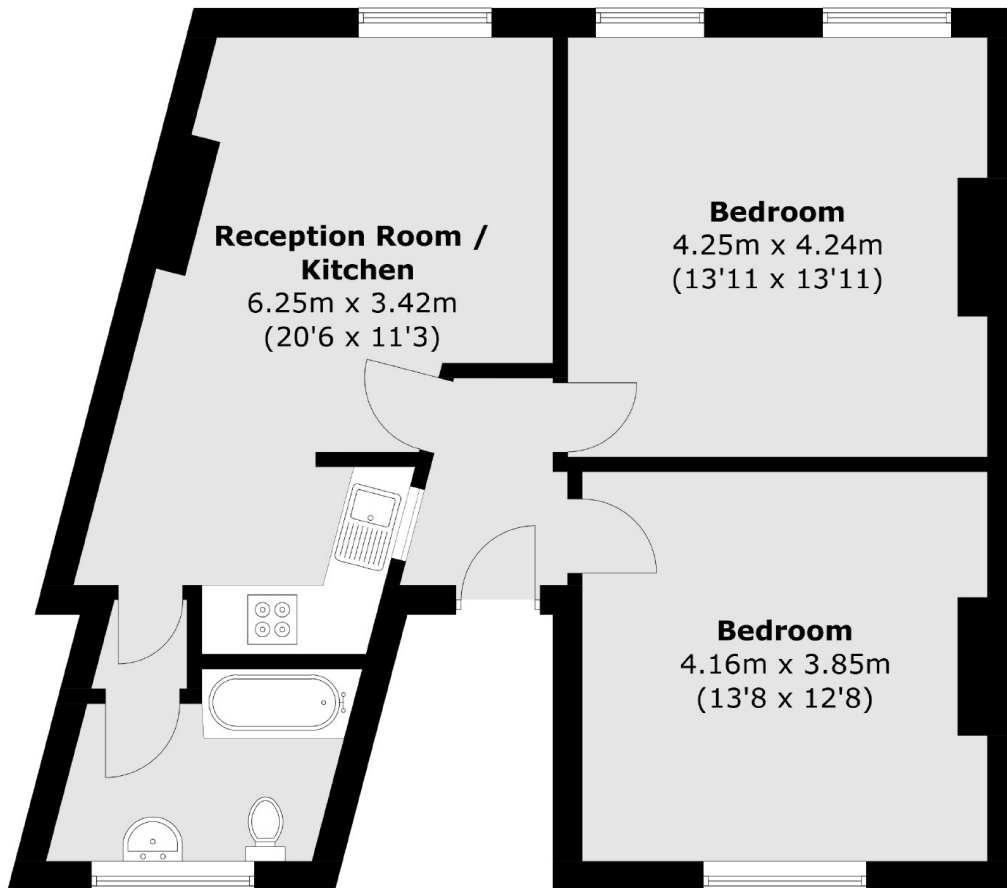 Reception Room /
Kitchen
6.25m x 3.42m
(20'6 x 11'3)
Bedroom
4.25m x 4.24m
(13'11 x 13'11)
Bedroom
4.16m x 3.85m
(13'8 x 12'8)